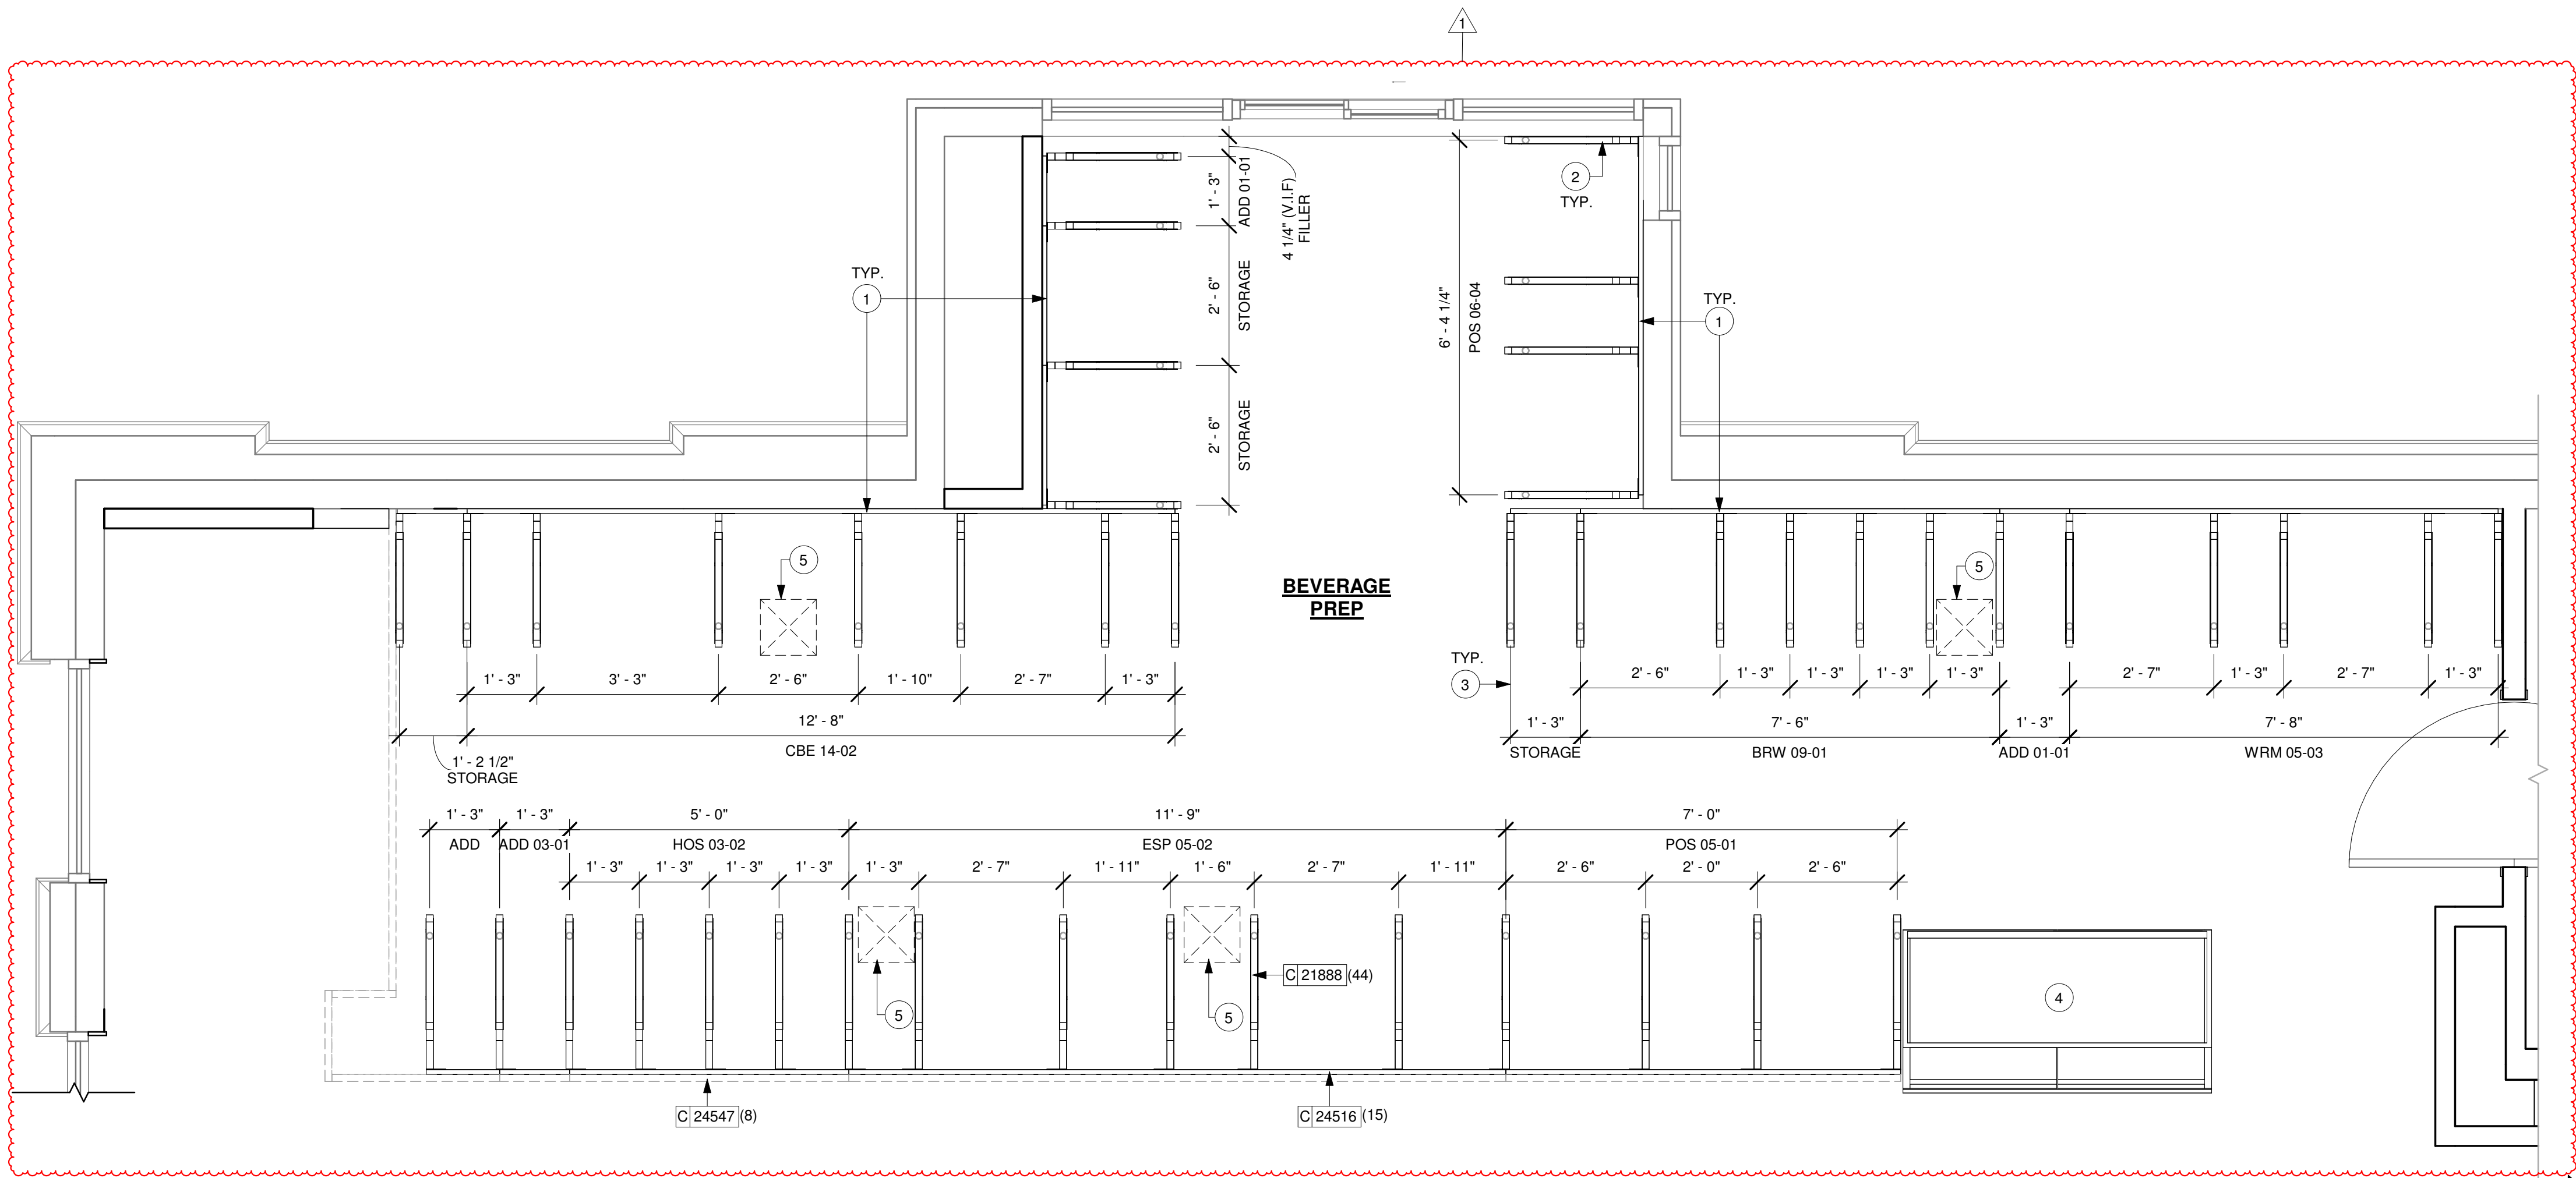 1
1' - 3"
ADD 01-01
4 1/4" (V.I.F)
FILLER
2
TYP.
TYP.
1
2' - 6"
STORAGE
6' - 4 1/4"
POS 06-04
TYP.
1
2' - 6"
STORAGE
5
5
BEVERAGE
PREP
TYP.
3
1' - 3"
3' - 3"
2' - 6"
1' - 10"
2' - 7"
1' - 3"
2' - 6"
1' - 3"
1' - 3"
1' - 3"
1' - 3"
2' - 7"
1' - 3"
2' - 7"
1' - 3"
12' - 8"
CBE 14-02
1' - 3"
7' - 6"
1' - 3"
7' - 8"
STORAGE
BRW 09-01
ADD 01-01
WRM 05-03
1' - 2 1/2"
STORAGE
1' - 3"
1' - 3"
5' - 0"
11' - 9"
7' - 0"
ADD
ADD 03-01
HOS 03-02
ESP 05-02
POS 05-01
1' - 3"
1' - 3"
1' - 3"
1' - 3"
1' - 3"
2' - 7"
1' - 11"
1' - 6"
2' - 7"
1' - 11"
2' - 6"
2' - 0"
2' - 6"
C 21888 (44)
4
5
5
C 24547 (8)
C 24516 (15)